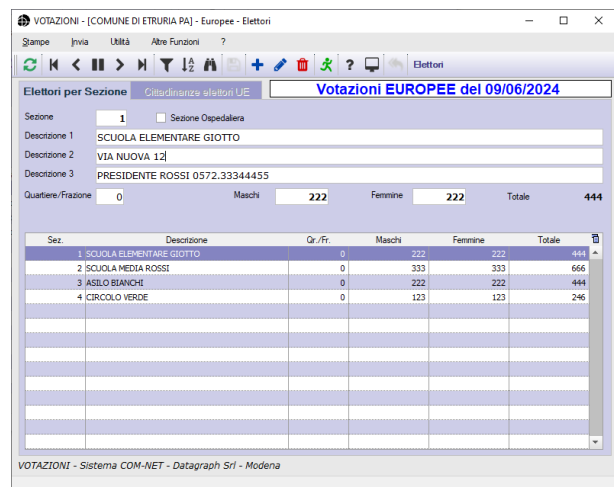 VOTAZIONI - [COMUNE DI ETRURIA PA] - Europee - Elettori
Stampe Invia Utilità Altre Funzioni ?
Elettori
Elettori per Sezione Cittadinanze elettori UE Votazioni EUROPEE del 09/06/2024
Sezione 1 Sezione Ospedaliera
Descrizione 1 SCUOLA ELEMENTARE GIOTTO
Descrizione 2 VIA NUOVA 12
Descrizione 3 PRESIDENTE ROSSI 0572.33344455
Quartiere/Frazione 0 Maschi 222 Femmine 222 Totale 444
Sez. Descrizione Qr./Fr. Maschi Femmine Totale
1 SCUOLA ELEMENTARE GIOTTO 0 222 222 444
2 SCUOLA MEDIA ROSSI 0 333 333 666
3 ASILO BIANCHI 0 222 222 444
4 CIRCOLO VERDE 0 123 123 246
VOTAZIONI - Sistema COM-NET - Datagraph Srl - Modena